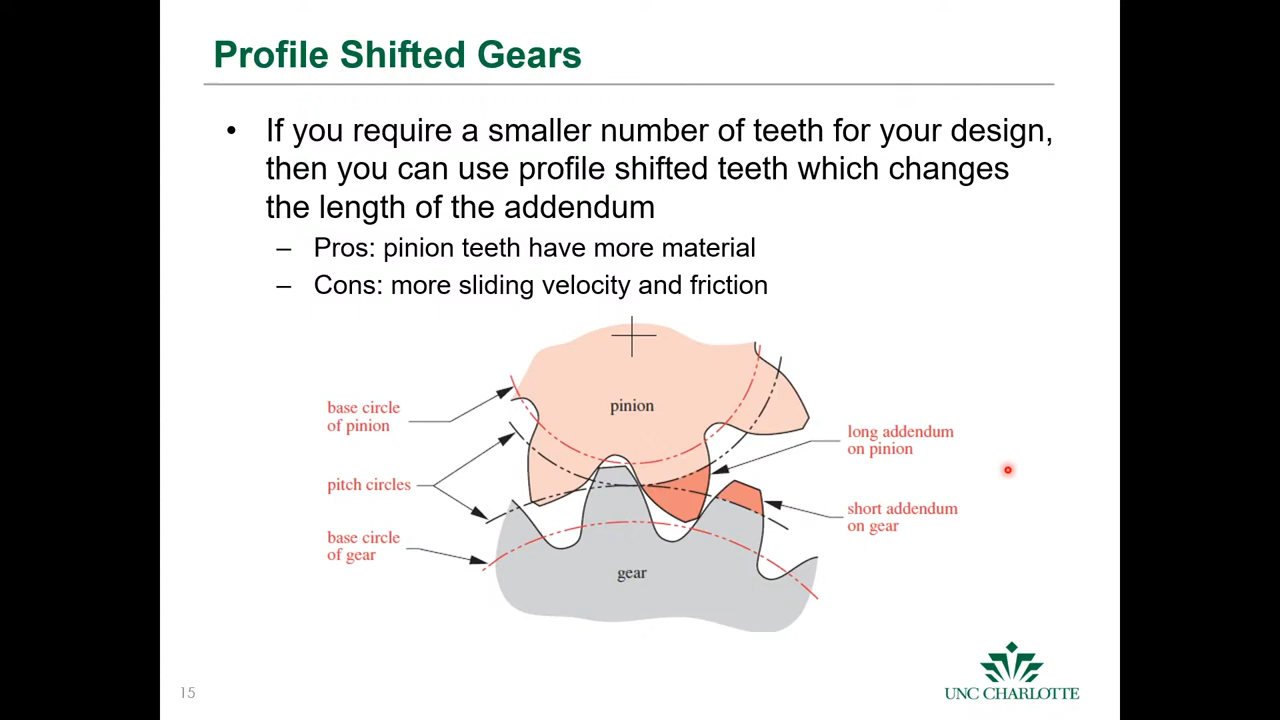 Profile Shifted Gears
• If you require a smaller number of teeth for your design,
then you can use profile shifted teeth which changes
the length of the addendum
– Pros: pinion teeth have more material
– Cons: more sliding velocity and friction
base circle
of pinion
pinion
long addendum
on pinion
pitch circles
short addendum
on gear
base circle
of gear
gear
15
UNC CHARLOTTE